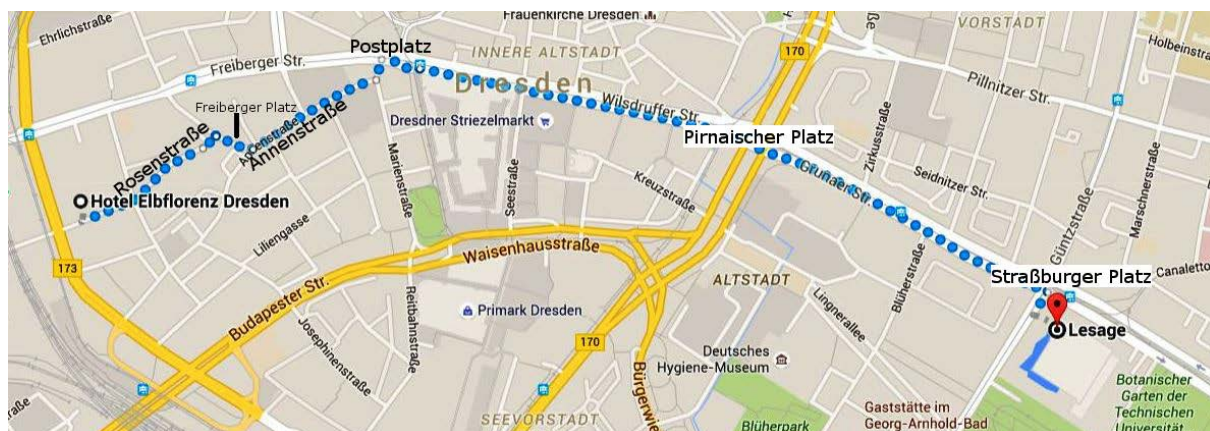 Ehrlichstraße
Frauenkirche Dresden
VORSTADT
Holbeinstra
Postplatz
INNERE ALTSTADT
170
Freiberger Str.
Dresden
Pillnitzer Str.
Freiberger Platz
Wilsdruffer Str.
Dresdner Striezelmarkt
Annenstraße
Annenstraße
Pirnaischer Platz
Rosenstraße
Marienstraße
Seestraße
Kreuzstraße
Zirkusstraße
Grunaer Str.
Seidnitzer Str.
Marschnerstraße
Güntzstraße
Hotel Elbflorenz Dresden
Liliengasse
Waisenhausstraße
173
ALTSTADT
Blüherstraße
Canaletto
Straßburger Platz
Budapester Str.
Reitbahnstraße
Primark Dresden
Lingnerallee
Lesage
Josephinenstraße
170
Deutsches
Hygiene-Museum
Bürgerwie
Botanischer
Garten der
Technischen
Universität
SEEVORSTADT
Blüherpark
Gaststätte im
Georg-Arnhold-Bad